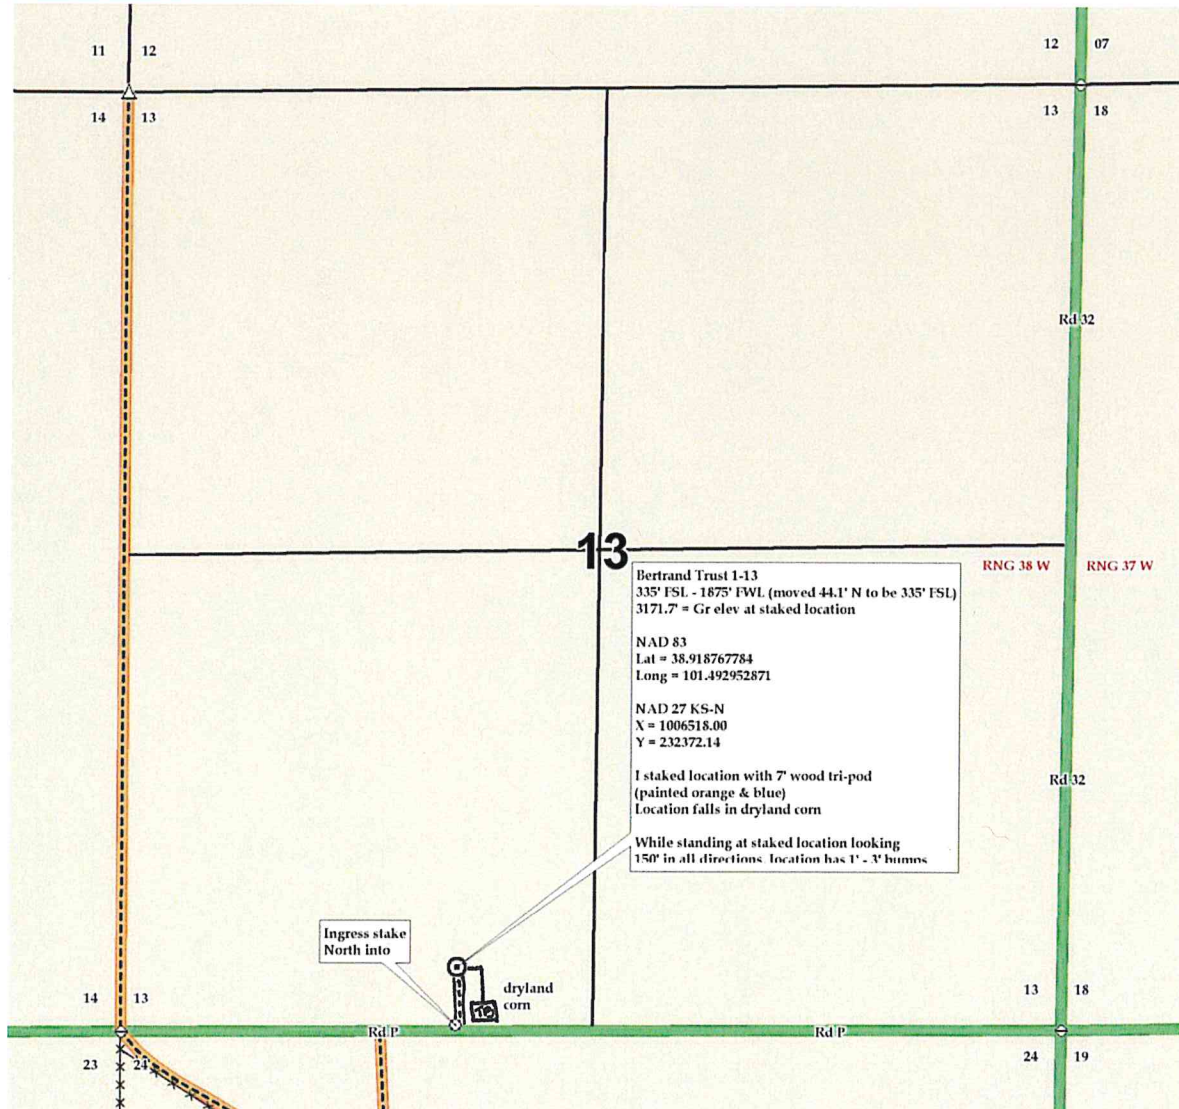 11 12
12 07
14 13
13 18
Rd 32
13
RNG 38 W RNG 37 W
Bertrand Trust 1-13
335' FSL - 1875' FWL (moved 44.1' N to be 335' FSL)
3171.7' = Gr elev at staked location
NAD 83
Lat = 38.918767784
Long = 101.492952871
NAD 27 KS-N
X = 1006518.00
Y = 232372.14
I staked location with 7' wood tri-pod
(painted orange & blue)
Location falls in dryland corn
While standing at staked location looking
150' in all directions, location has 1' - 3' bumps
Rd 32
Ingress stake
North into
dryland
corn
14 13
13 18
Rd P
Rd P
23 24
24 19